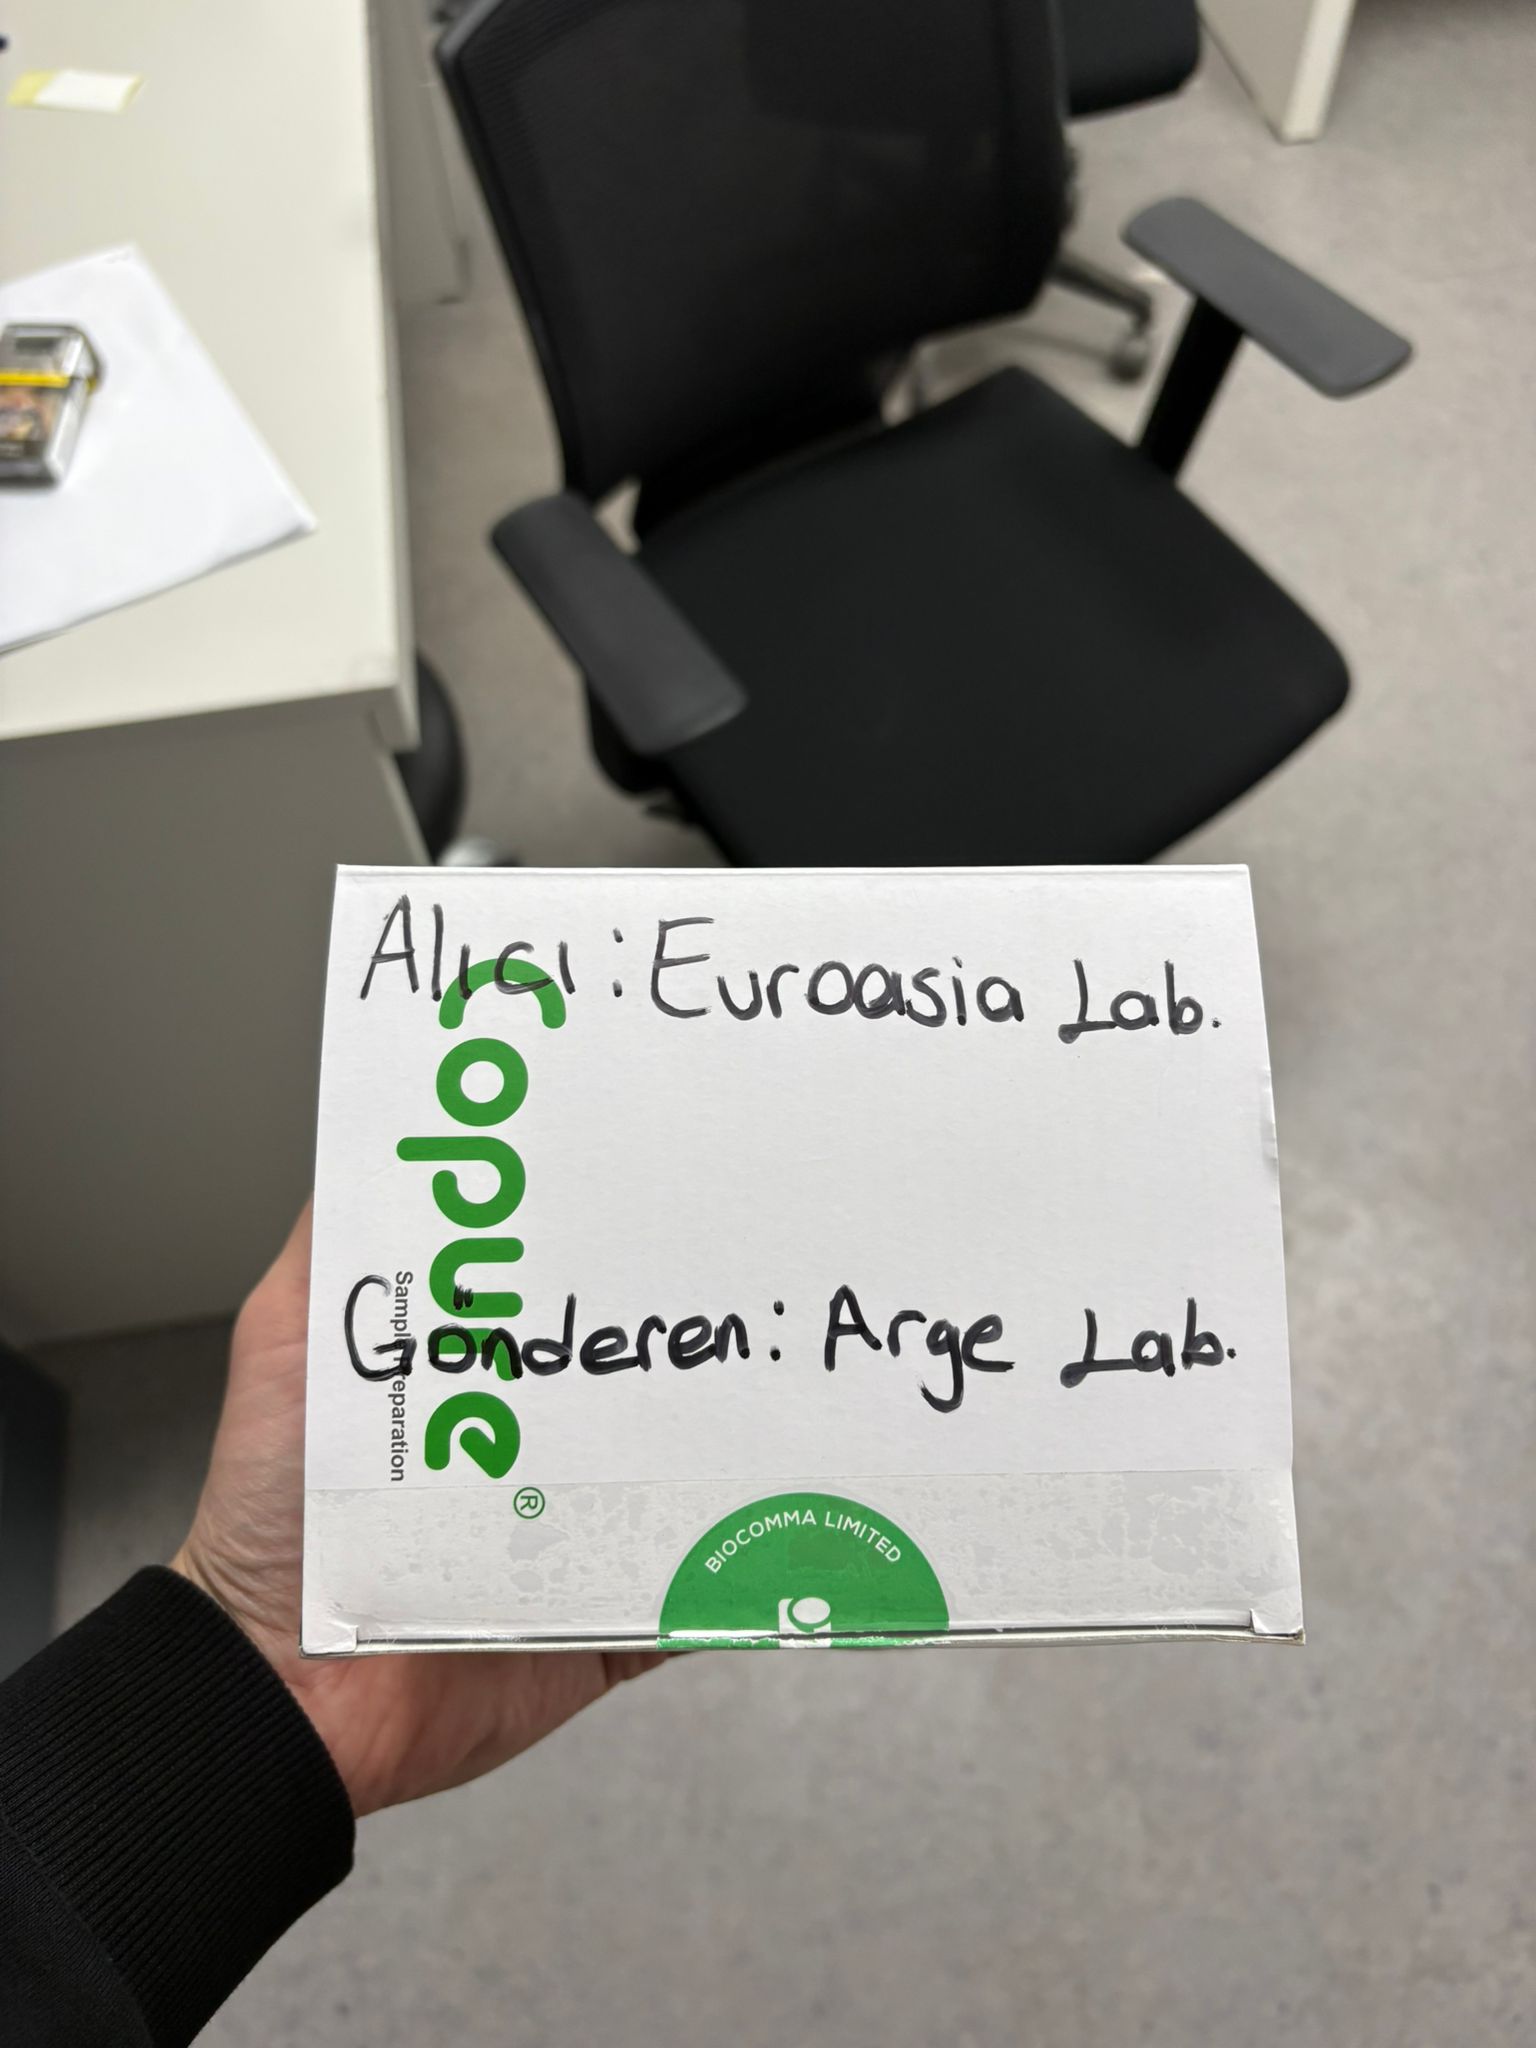 Alıcı : Euroasia Lab.
Gönderen : Arge Lab.
Copure®
Sample Preparation
BIOCOMMA LIMITED